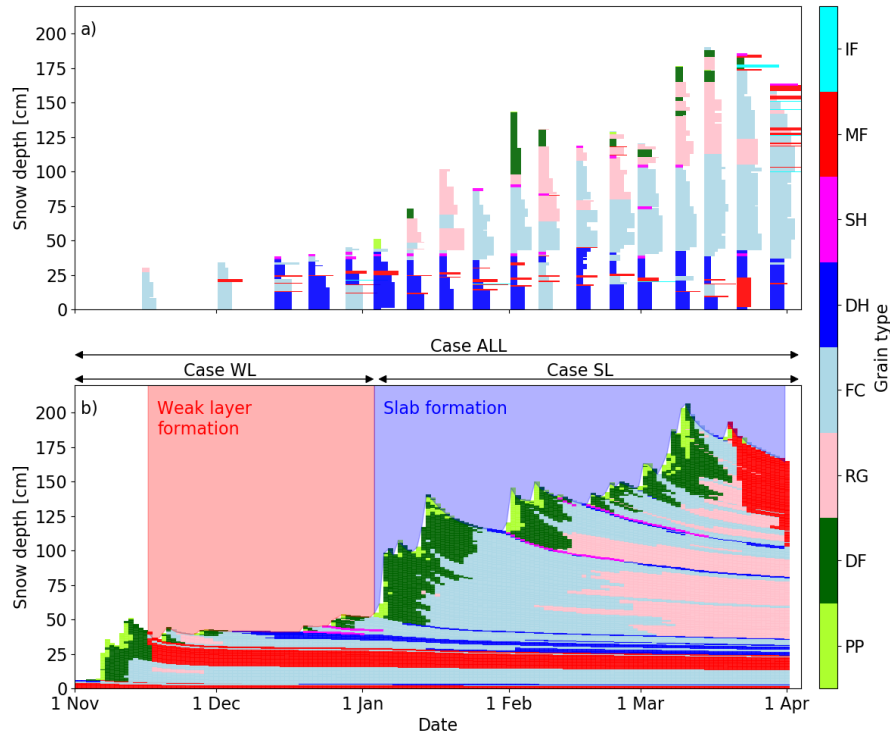 a)
Snow depth [cm]
200
175
150
125
100
75
50
25
0
Case ALL
Case WL
Case SL
b)
Weak layer
formation
Slab formation
Snow depth [cm]
200
175
150
125
100
75
50
25
0
1 Nov
1 Dec
1 Jan
1 Feb
1 Mar
1 Apr
Date
IF
MF
SH
DH
FC
RG
DF
PP
Grain type